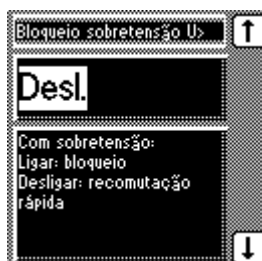 Bloqueio sobretensão U>
Desl.
Com sobretensão:
Ligar: bloqueio
Desligar: recomutação
rápida